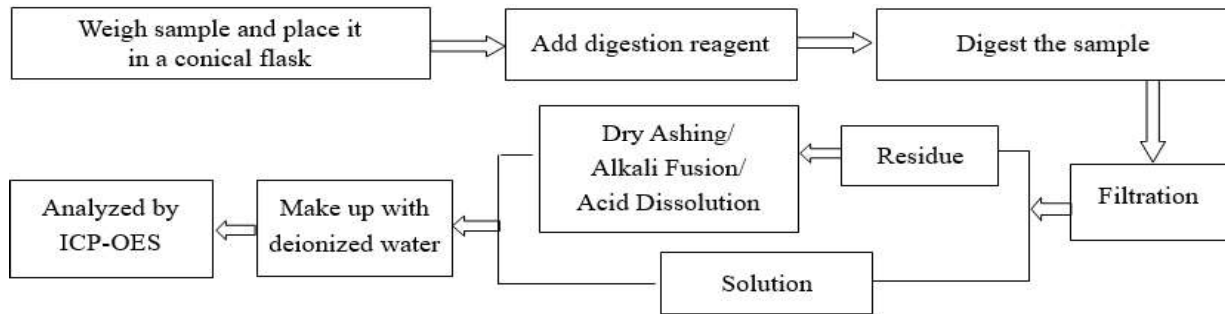 Weigh sample and place it
in a conical flask
Add digestion reagent
Digest the sample
Filtration
Residue
Dry Ashing/
Alkali Fusion/
Acid Dissolution
Solution
Make up with
deionized water
Analyzed by
ICP-OES